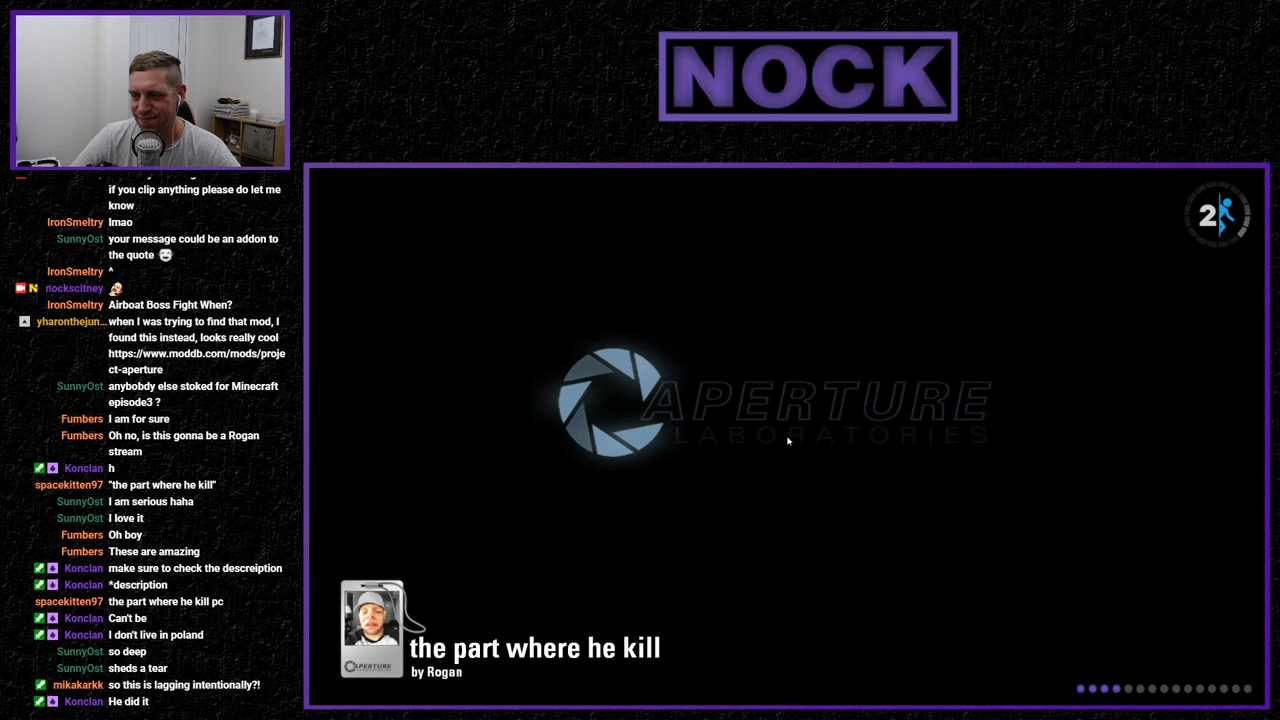 NOCK
if you clip anything please do let me
know
IronSmeltry lmao
SunnyOst your message could be an addon to
the quote
IronSmeltry ^
N nockscitney
IronSmeltry Airboat Boss Fight When?
yharonthejun... when I was trying to find that mod, I
found this instead, looks really cool
https://www.moddb.com/mods/proje
ct-aperture
SunnyOst anybobdy else stoked for Minecraft
episode3 ?
Fumbers I am for sure
Fumbers Oh no, is this gonna be a Rogan
stream
Konclan h
spacekitten97 "the part where he kill"
SunnyOst I am serious haha
SunnyOst I love it
Fumbers Oh boy
Fumbers These are amazing
Konclan make sure to check the descreiption
Konclan *description
spacekitten97 the part where he kill pc
Konclan Can't be
Konclan I don't live in poland
SunnyOst so deep
SunnyOst sheds a tear
mikakarkk so this is lagging intentionally?!
Konclan He did it
2
APERTURE
LABORATORIES
APERTURE
the part where he kill
by Rogan